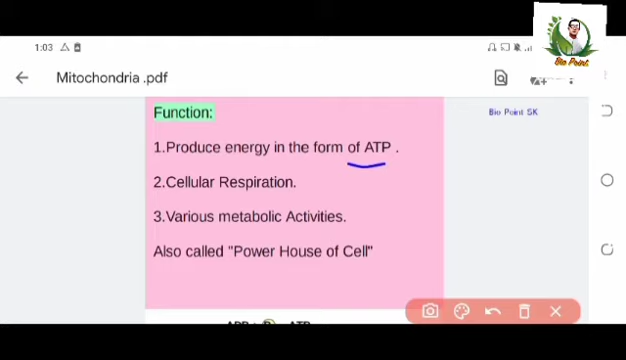 Bio Point
1:03
Mitochondria .pdf
Function:
Bio Point SK
1.Produce energy in the form of ATP .
2.Cellular Respiration.
3.Various metabolic Activities.
Also called "Power House of Cell"